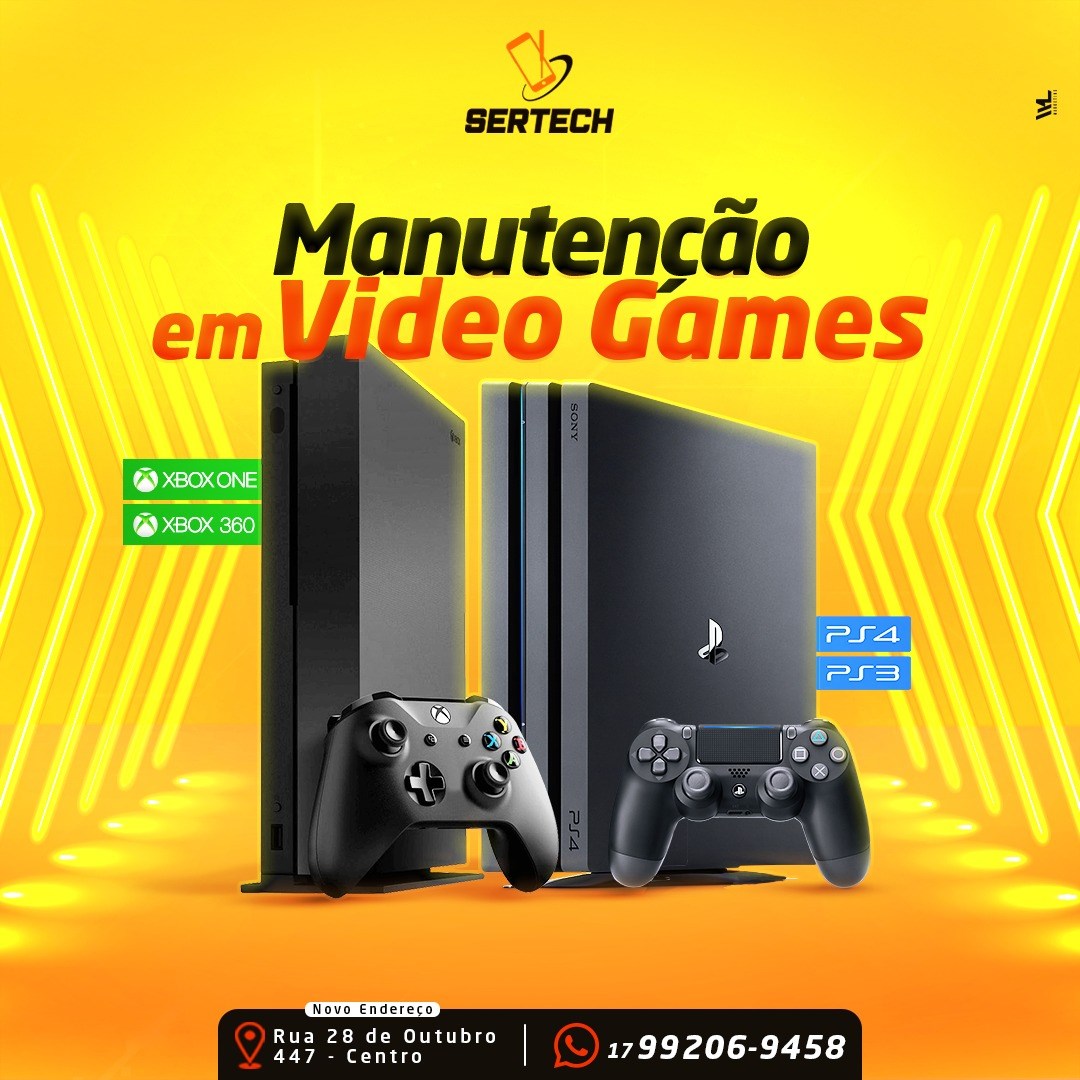 SERTECH
Manutenção
em Video Games
SONY
XBOX
XBOX ONE
XBOX 360
PS4
PS3
PS4
Novo Endereço
Rua 28 de Outubro
447 - Centro
17 99206-9458